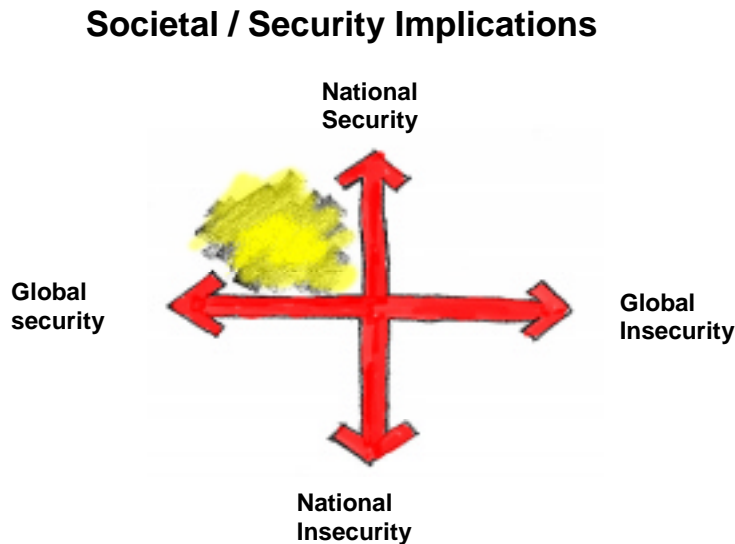 Societal / Security Implications
National
Security
Global
security
Global
Insecurity
National
Insecurity